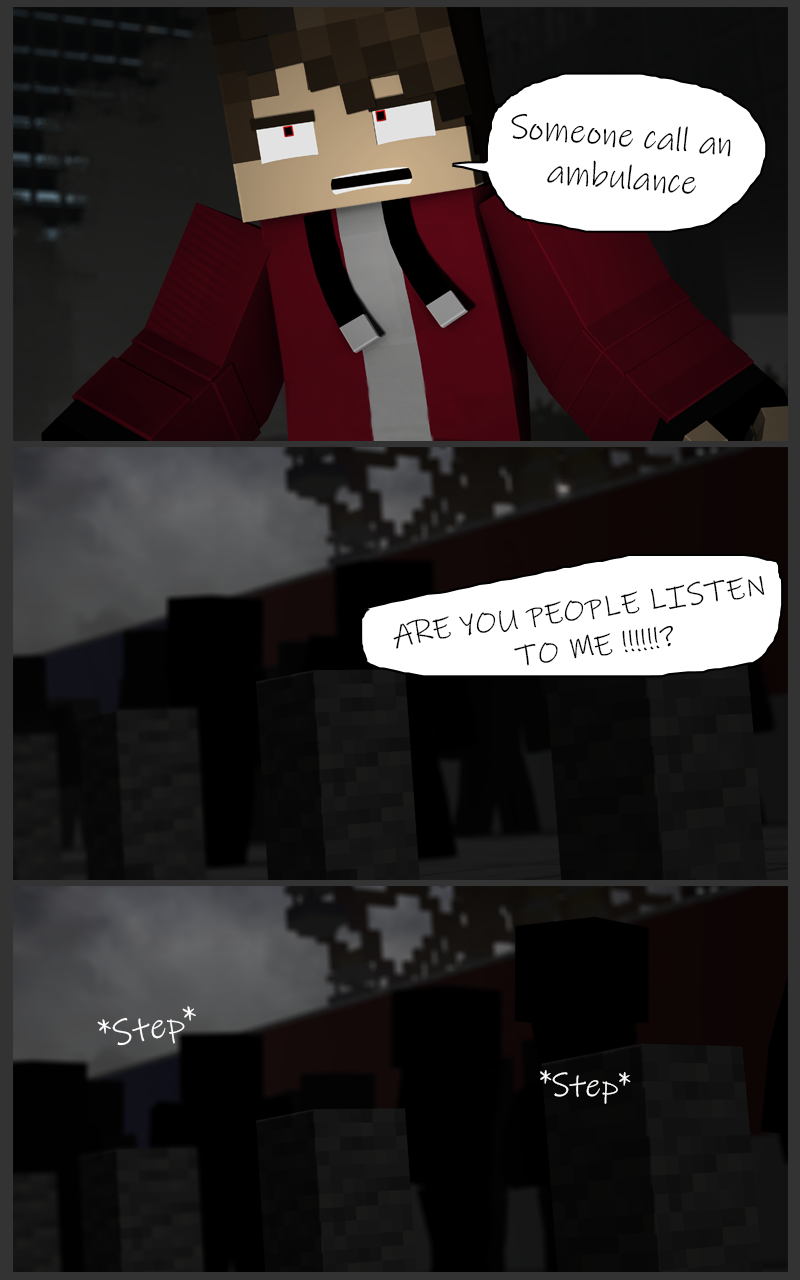 Someone call an
ambulance
ARE YOU PEOPLE LISTEN
TO ME !!!!!!?
*Step*
*Step*